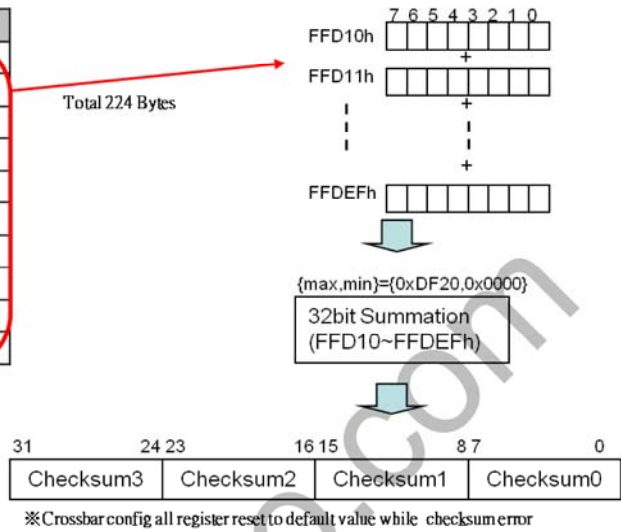 7 6 5 4 3 2 1 0
FFD10h
+
FFD11h
+
Total 224 Bytes
+
FFDEFh
{max,min}={0xDF20,0x0000}
32bit Summation
(FFD10~FFDEFh)
31 24 23 16 15 8 7 0
Checksum3 Checksum2 Checksum1 Checksum0
※Crossbar config all register reset to default value while checksum error